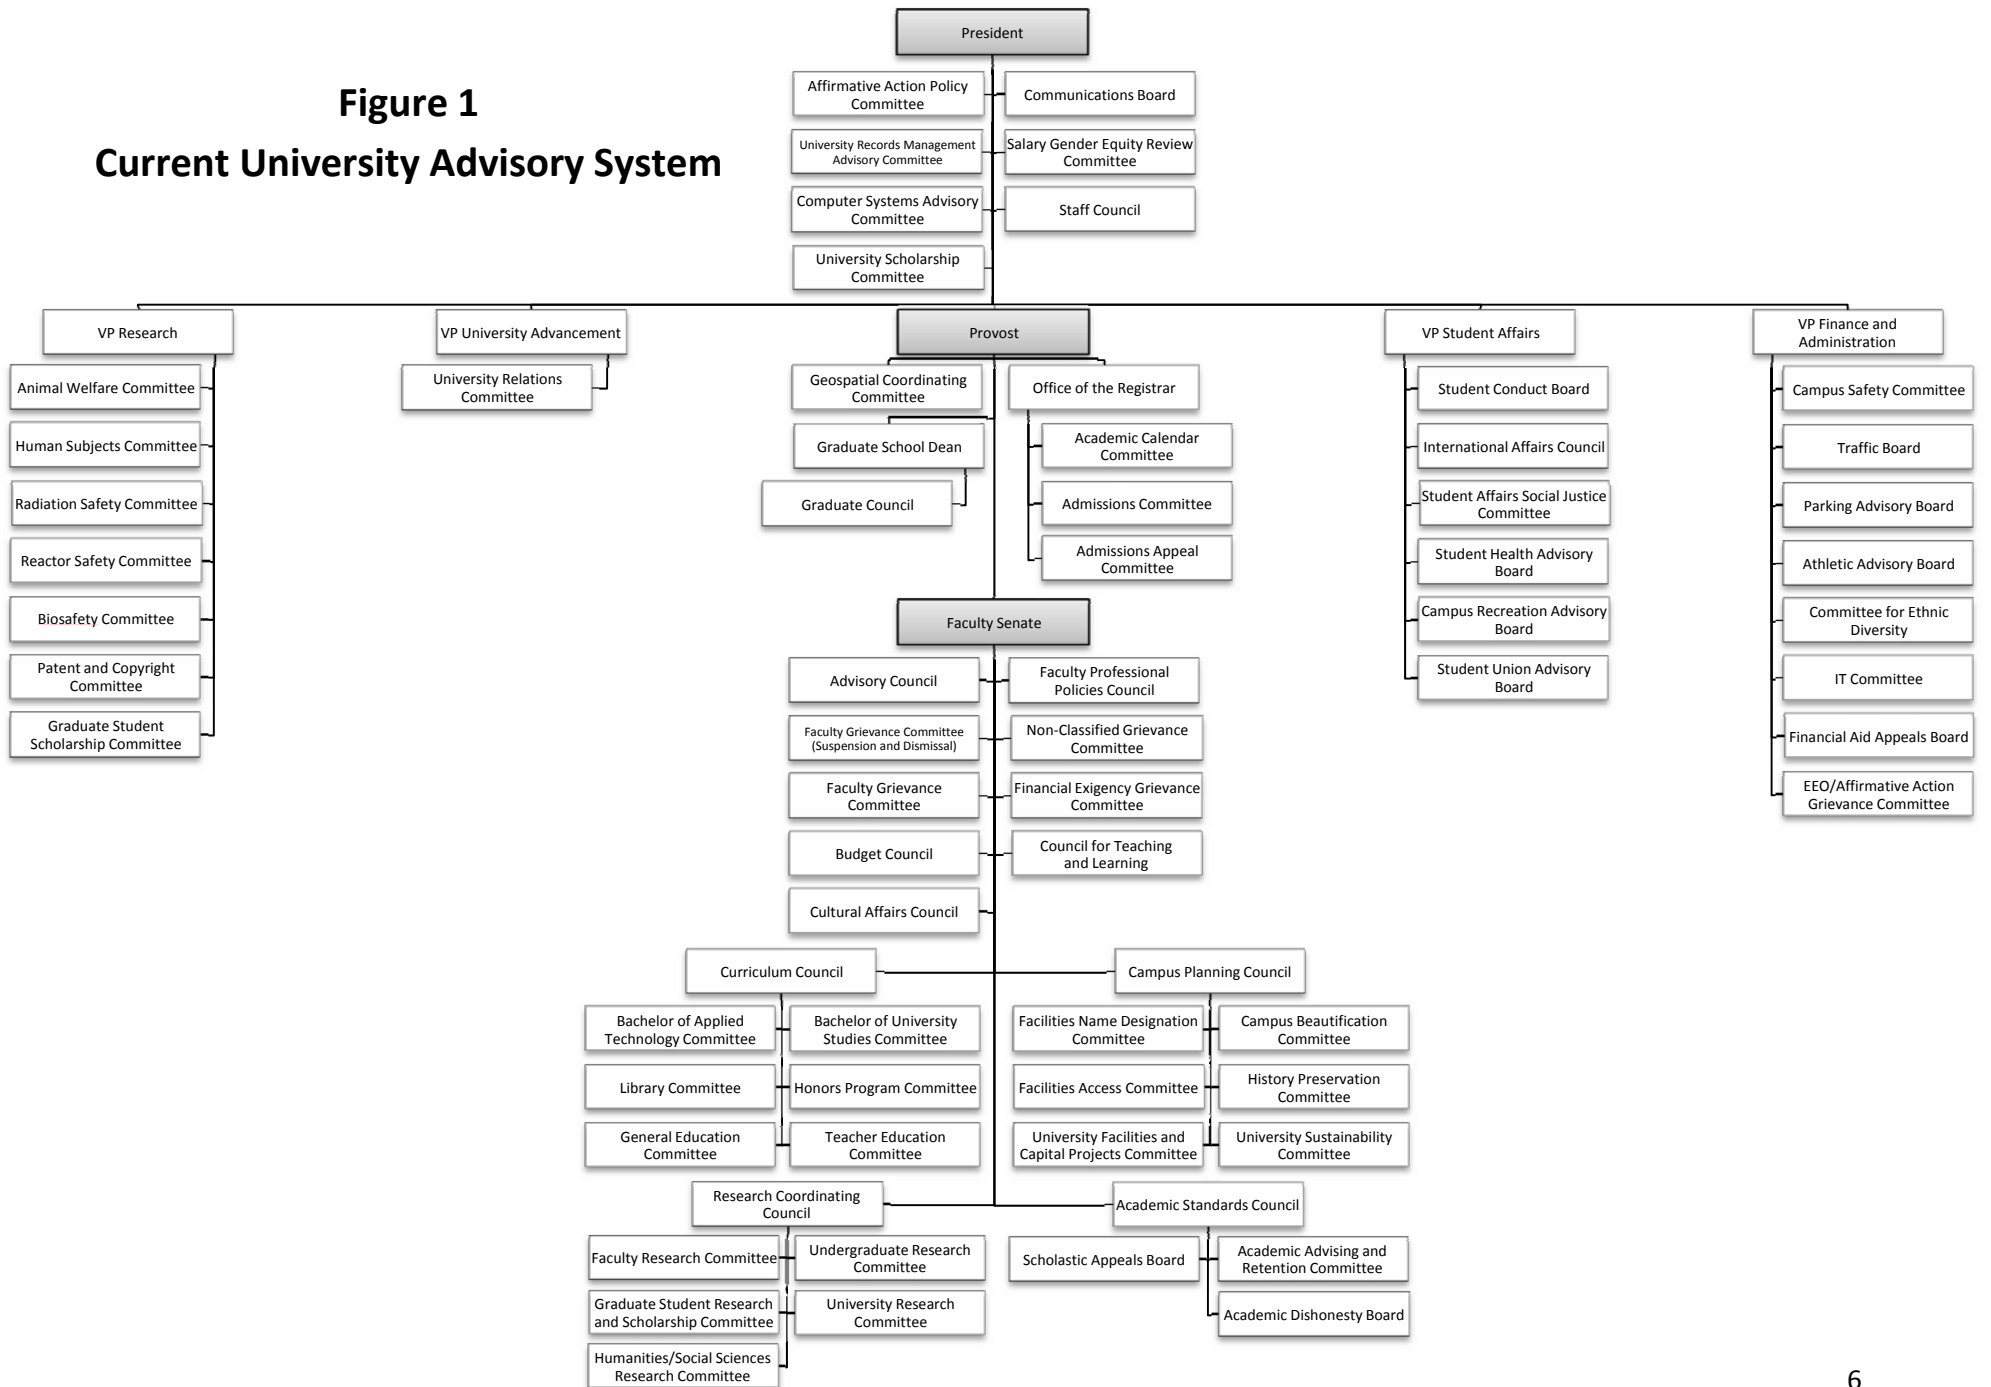 President
Figure 1
Current University Advisory System
Affirmative Action Policy
Committee
Communications Board
University Records Management
Advisory Committee
Salary Gender Equity Review
Committee
Computer Systems Advisory
Committee
Staff Council
University Scholarship
Committee
VP Research
VP University Advancement
Provost
VP Student Affairs
VP Finance and
Administration
Animal Welfare Committee
Human Subjects Committee
Radiation Safety Committee
Reactor Safety Committee
Biosafety Committee
Patent and Copyright
Committee
Graduate Student
Scholarship Committee
University Relations
Committee
Geospatial Coordinating
Committee
Office of the Registrar
Graduate School Dean
Graduate Council
Academic Calendar
Committee
Admissions Committee
Admissions Appeal
Committee
Student Conduct Board
International Affairs Council
Student Affairs Social Justice
Committee
Student Health Advisory
Board
Campus Recreation Advisory
Board
Student Union Advisory
Board
Campus Safety Committee
Traffic Board
Parking Advisory Board
Athletic Advisory Board
Committee for Ethnic
Diversity
IT Committee
Financial Aid Appeals Board
EEO/Affirmative Action
Grievance Committee
Faculty Senate
Advisory Council
Faculty Professional
Policies Council
Faculty Grievance Committee
(Suspension and Dismissal)
Non-Classified Grievance
Committee
Faculty Grievance
Committee
Financial Exigency Grievance
Committee
Budget Council
Council for Teaching
and Learning
Cultural Affairs Council
Curriculum Council
Campus Planning Council
Bachelor of Applied
Technology Committee
Bachelor of University
Studies Committee
Library Committee
Honors Program Committee
General Education
Committee
Teacher Education
Committee
Facilities Name Designation
Committee
Campus Beautification
Committee
Facilities Access Committee
History Preservation
Committee
University Facilities and
Capital Projects Committee
University Sustainability
Committee
Research Coordinating
Council
Academic Standards Council
Faculty Research Committee
Undergraduate Research
Committee
Graduate Student Research
and Scholarship Committee
University Research
Committee
Humanities/Social Sciences
Research Committee
Scholastic Appeals Board
Academic Advising and
Retention Committee
Academic Dishonesty Board
6